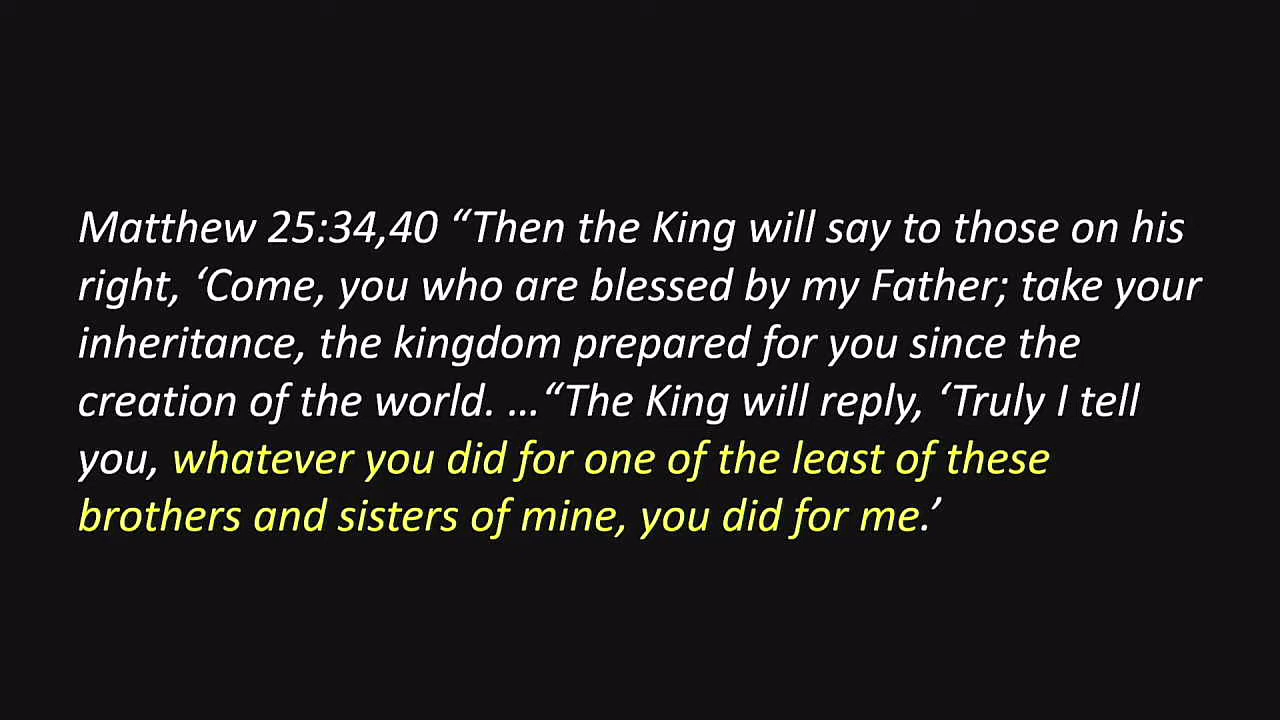 Matthew 25:34,40 “Then the King will say to those on his
right, ‘Come, you who are blessed by my Father; take your
inheritance, the kingdom prepared for you since the
creation of the world. …“The King will reply, ‘Truly I tell
you, whatever you did for one of the least of these
brothers and sisters of mine, you did for me.’